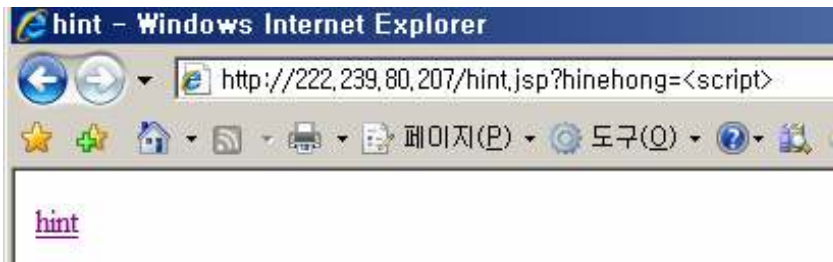 hint - Windows Internet Explorer
http://222,239,80,207/hint,jsp?hinehong=<script>
페이지(P) 도구(O)
hint